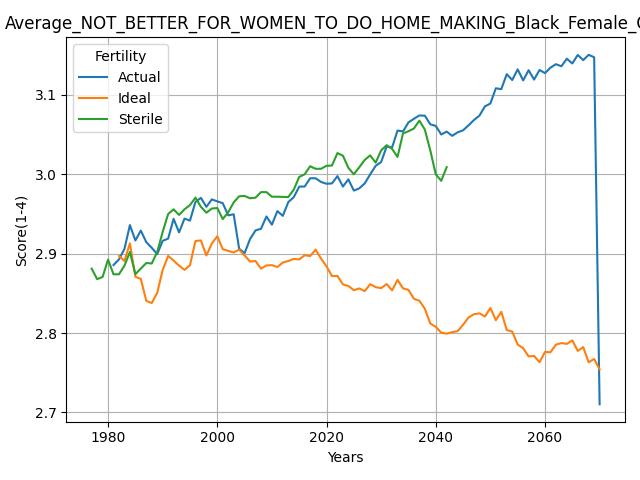 Average_NOT_BETTER_FOR_WOMEN_TO_DO_HOME_MAKING_Black_Female_
Fertility
Actual
Ideal
Sterile
Score(1-4)
3.1
3.0
2.9
2.8
2.7
1980 2000 2020 2040 2060
Years